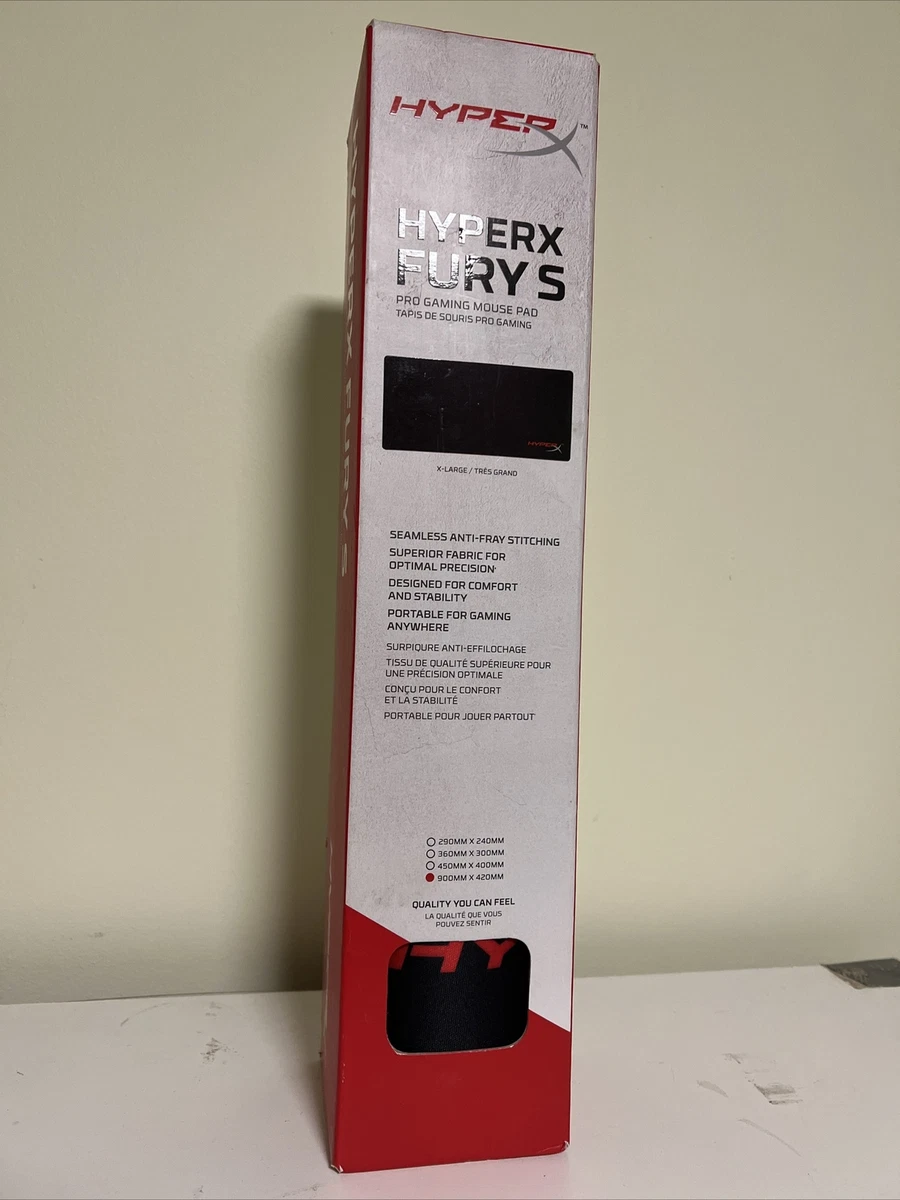 HYPERX™
HYPERX
FURY S
PRO GAMING MOUSE PAD
TAPIS DE SOURIS PRO GAMING
HYPERX
X-LARGE / TRÈS GRAND
SEAMLESS ANTI-FRAY STITCHING
SUPERIOR FABRIC FOR
OPTIMAL PRECISION
DESIGNED FOR COMFORT
AND STABILITY
PORTABLE FOR GAMING
ANYWHERE
SURPIQURE ANTI-EFFILOCHAGE
TISSU DE QUALITÉ SUPÉRIEURE POUR
UNE PRÉCISION OPTIMALE
CONÇU POUR LE CONFORT
ET LA STABILITÉ
PORTABLE POUR JOUER PARTOUT
290MM X 240MM
360MM X 300MM
450MM X 400MM
900MM X 420MM
QUALITY YOU CAN FEEL
LA QUALITÉ QUE VOUS
POUVEZ SENTIR
HY
HYPERX FURY S